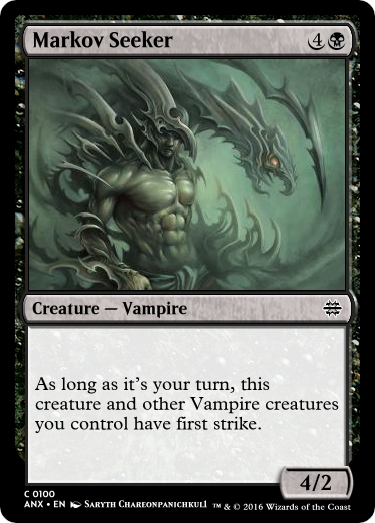 Markov Seeker 4
Creature — Vampire
As long as it's your turn, this
creature and other Vampire creatures
you control have first strike.
4/2
C 0100
ANX • EN SARYTH CHAREONPANICHKUL1 ™ & © 2016 Wizards of the Coast